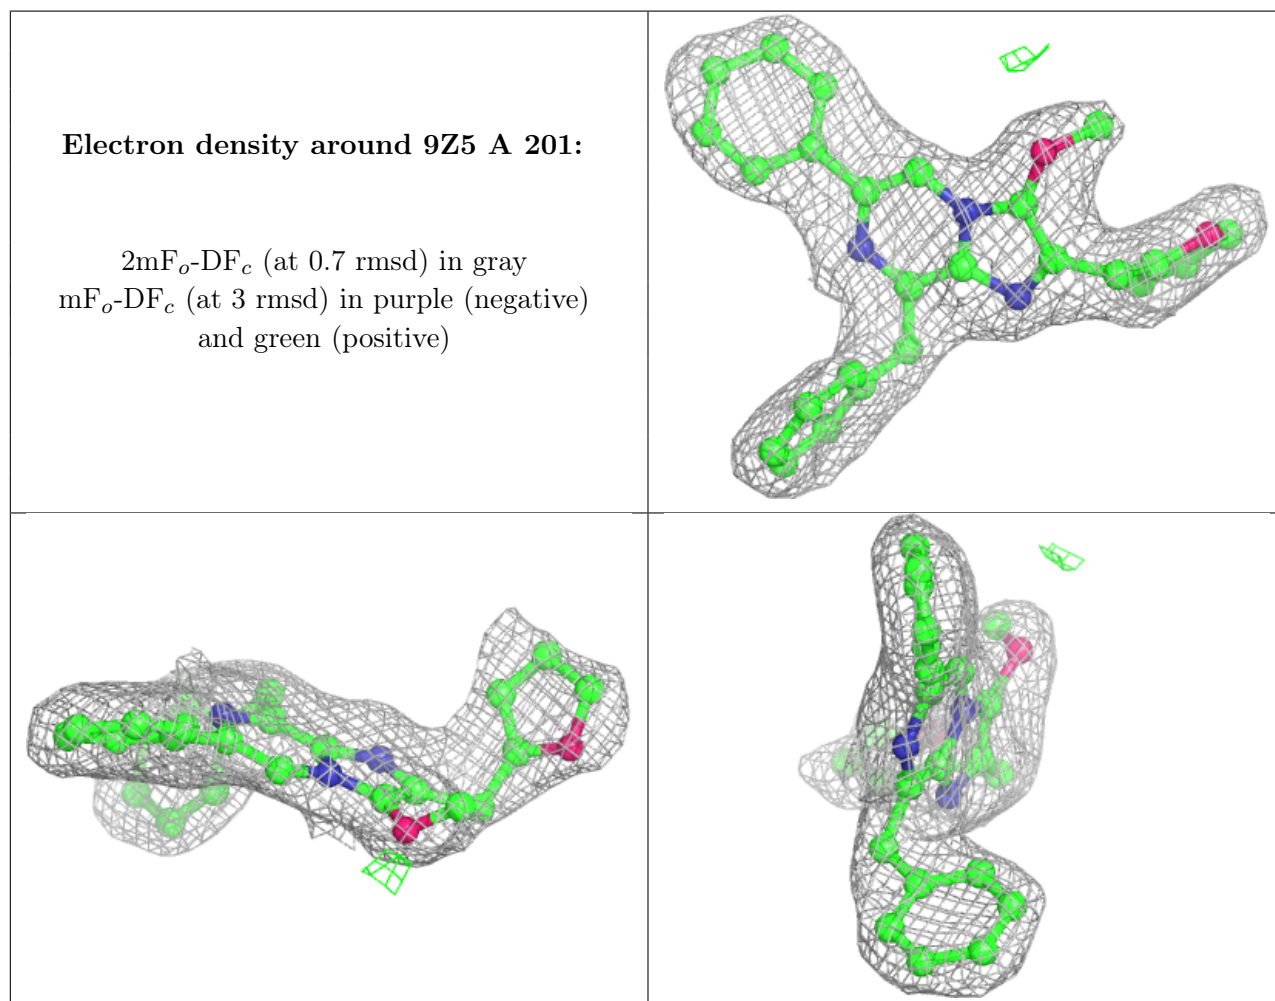 Electron density around 9Z5 A 201:
2mFo-DFc (at 0.7 rmsd) in gray
mFo-DFc (at 3 rmsd) in purple (negative)
and green (positive)